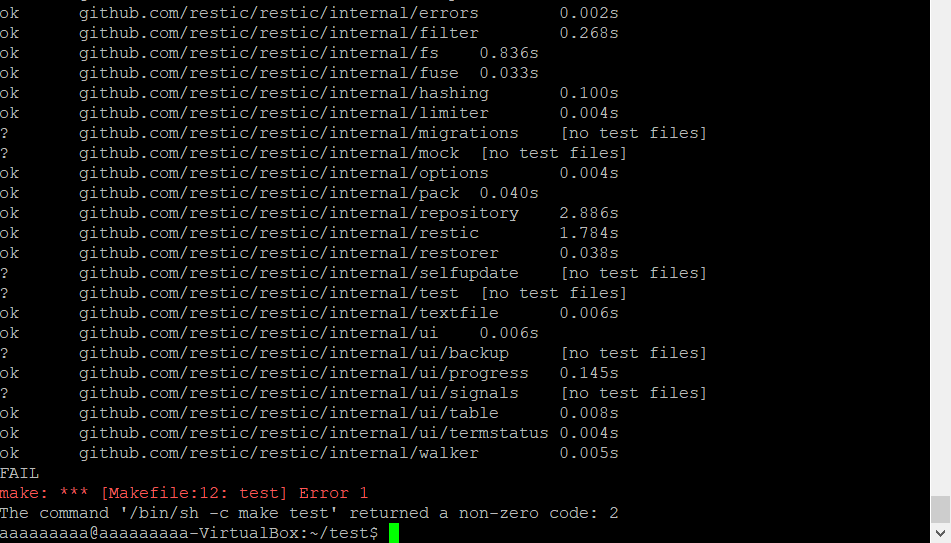 ok      github.com/restic/restic/internal/errors        0.002s
ok      github.com/restic/restic/internal/filter        0.268s
ok      github.com/restic/restic/internal/fs    0.836s
ok      github.com/restic/restic/internal/fuse  0.033s
ok      github.com/restic/restic/internal/hashing       0.100s
ok      github.com/restic/restic/internal/limiter       0.004s
?       github.com/restic/restic/internal/migrations    [no test files]
?       github.com/restic/restic/internal/mock  [no test files]
ok      github.com/restic/restic/internal/options       0.004s
ok      github.com/restic/restic/internal/pack  0.040s
ok      github.com/restic/restic/internal/repository    2.886s
ok      github.com/restic/restic/internal/restic        1.784s
ok      github.com/restic/restic/internal/restorer      0.038s
?       github.com/restic/restic/internal/selfupdate    [no test files]
?       github.com/restic/restic/internal/test  [no test files]
ok      github.com/restic/restic/internal/textfile      0.006s
ok      github.com/restic/restic/internal/ui    0.006s
?       github.com/restic/restic/internal/ui/backup     [no test files]
ok      github.com/restic/restic/internal/ui/progress   0.145s
?       github.com/restic/restic/internal/ui/signals    [no test files]
ok      github.com/restic/restic/internal/ui/table      0.008s
ok      github.com/restic/restic/internal/ui/termstatus 0.004s
ok      github.com/restic/restic/internal/walker        0.005s
FAIL
make: *** [Makefile:12: test] Error 1
The command '/bin/sh -c make test' returned a non-zero code: 2
aaaaaaaaa@aaaaaaaaa-VirtualBox:~/test$